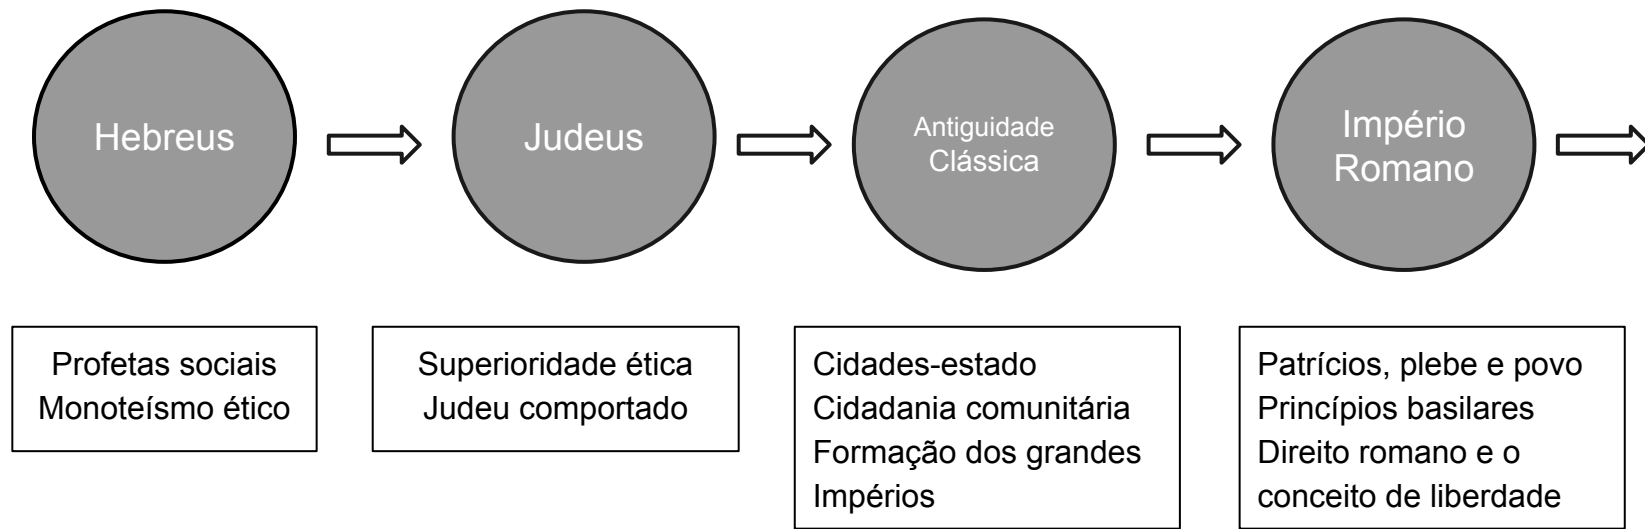 Hebreus
Judeus
Antiguidade
Clássica
Império
Romano
Profetas sociais
Monoteísmo ético
Superioridade ética
Judeu comportado
Cidades-estado
Cidadania comunitária
Formação dos grandes
Impérios
Patrícios, plebe e povo
Princípios basilares
Direito romano e o
conceito de liberdade